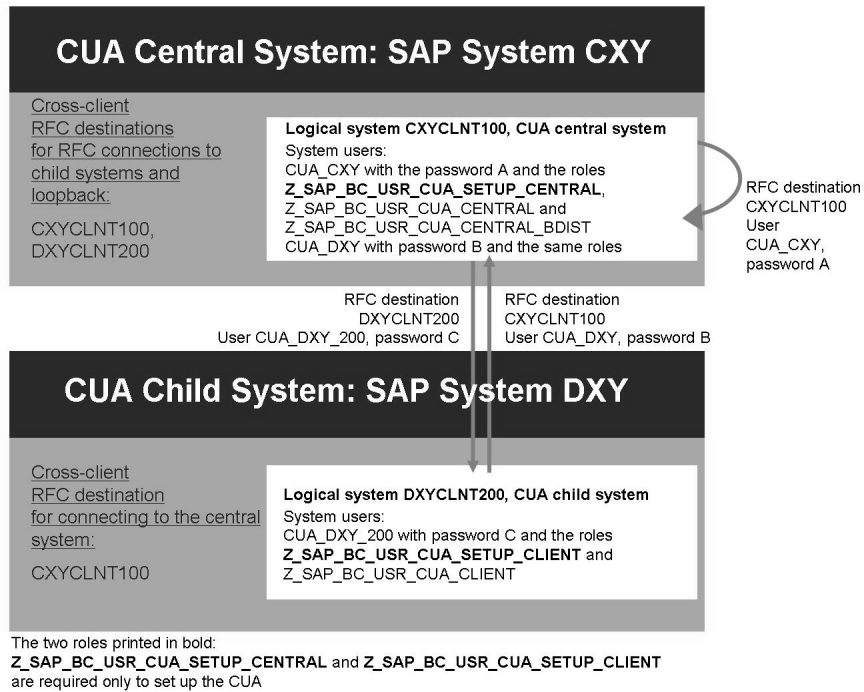 CUA Central System: SAP System CXY
Cross-client
RFC destinations
for RFC connections to
child systems and
loopback:
CXYCLNT100,
DXYCLNT200
Logical system CXYCLNT100, CUA central system
System users:
CUA_CXY with the password A and the roles
Z_SAP_BC_USR_CUA_SETUP_CENTRAL,
Z_SAP_BC_USR_CUA_CENTRAL and
Z_SAP_BC_USR_CUA_CENTRAL_BDIST
CUA_DXY with password B and the same roles
RFC destination
CXYCLNT100
User
CUA_CXY,
password A
RFC destination
DXYCLNT200
User CUA_DXY_200, password C
RFC destination
CXYCLNT100
User CUA_DXY, password B
CUA Child System: SAP System DXY
Cross-client
RFC destination
for connecting to the central
system:
CXYCLNT100
Logical system DXYCLNT200, CUA child system
System users:
CUA_DXY_200 with password C and the roles
Z_SAP_BC_USR_CUA_SETUP_CLIENT and
Z_SAP_BC_USR_CUA_CLIENT
The two roles printed in bold:
Z_SAP_BC_USR_CUA_SETUP_CENTRAL and Z_SAP_BC_USR_CUA_SETUP_CLIENT
are required only to set up the CUA